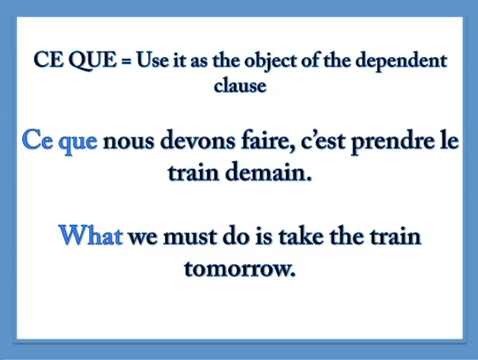 CE QUE = Use it as the object of the dependent
clause
Ce que nous devons faire, c’est prendre le
train demain.
What we must do is take the train
tomorrow.